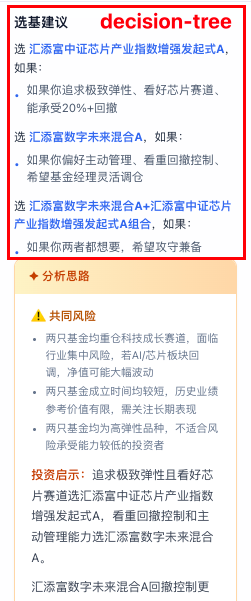 选基建议
decision-tree
选 汇添富中证芯片产业指数增强发起式A，
如果：
• 如果你追求极致弹性、看好芯片赛道、
能承受20%+回撤
选 汇添富数字未来混合A，如果：
• 如果你偏好主动管理、看重回撤控制、
希望基金经理灵活调仓
选 汇添富数字未来混合A+汇添富中证芯片
产业指数增强发起式A组合，如果：
• 如果你两者都想要，希望攻守兼备
✦ 分析思路
⚠️ 共同风险
• 两只基金均重仓科技成长赛道，面临
行业集中风险，若AI/芯片板块回
调，净值可能大幅波动
• 两只基金成立时间均较短，历史业绩
参考价值有限，需关注长期表现
• 两只基金均为高弹性品种，不适合风
险承受能力较低的投资者
投资启示：追求极致弹性且看好芯
片赛道选汇添富中证芯片产业指数
增强发起式A，看重回撤控制和主
动管理能力选汇添富数字未来混合
A。
汇添富数字未来混合A回撤控制更